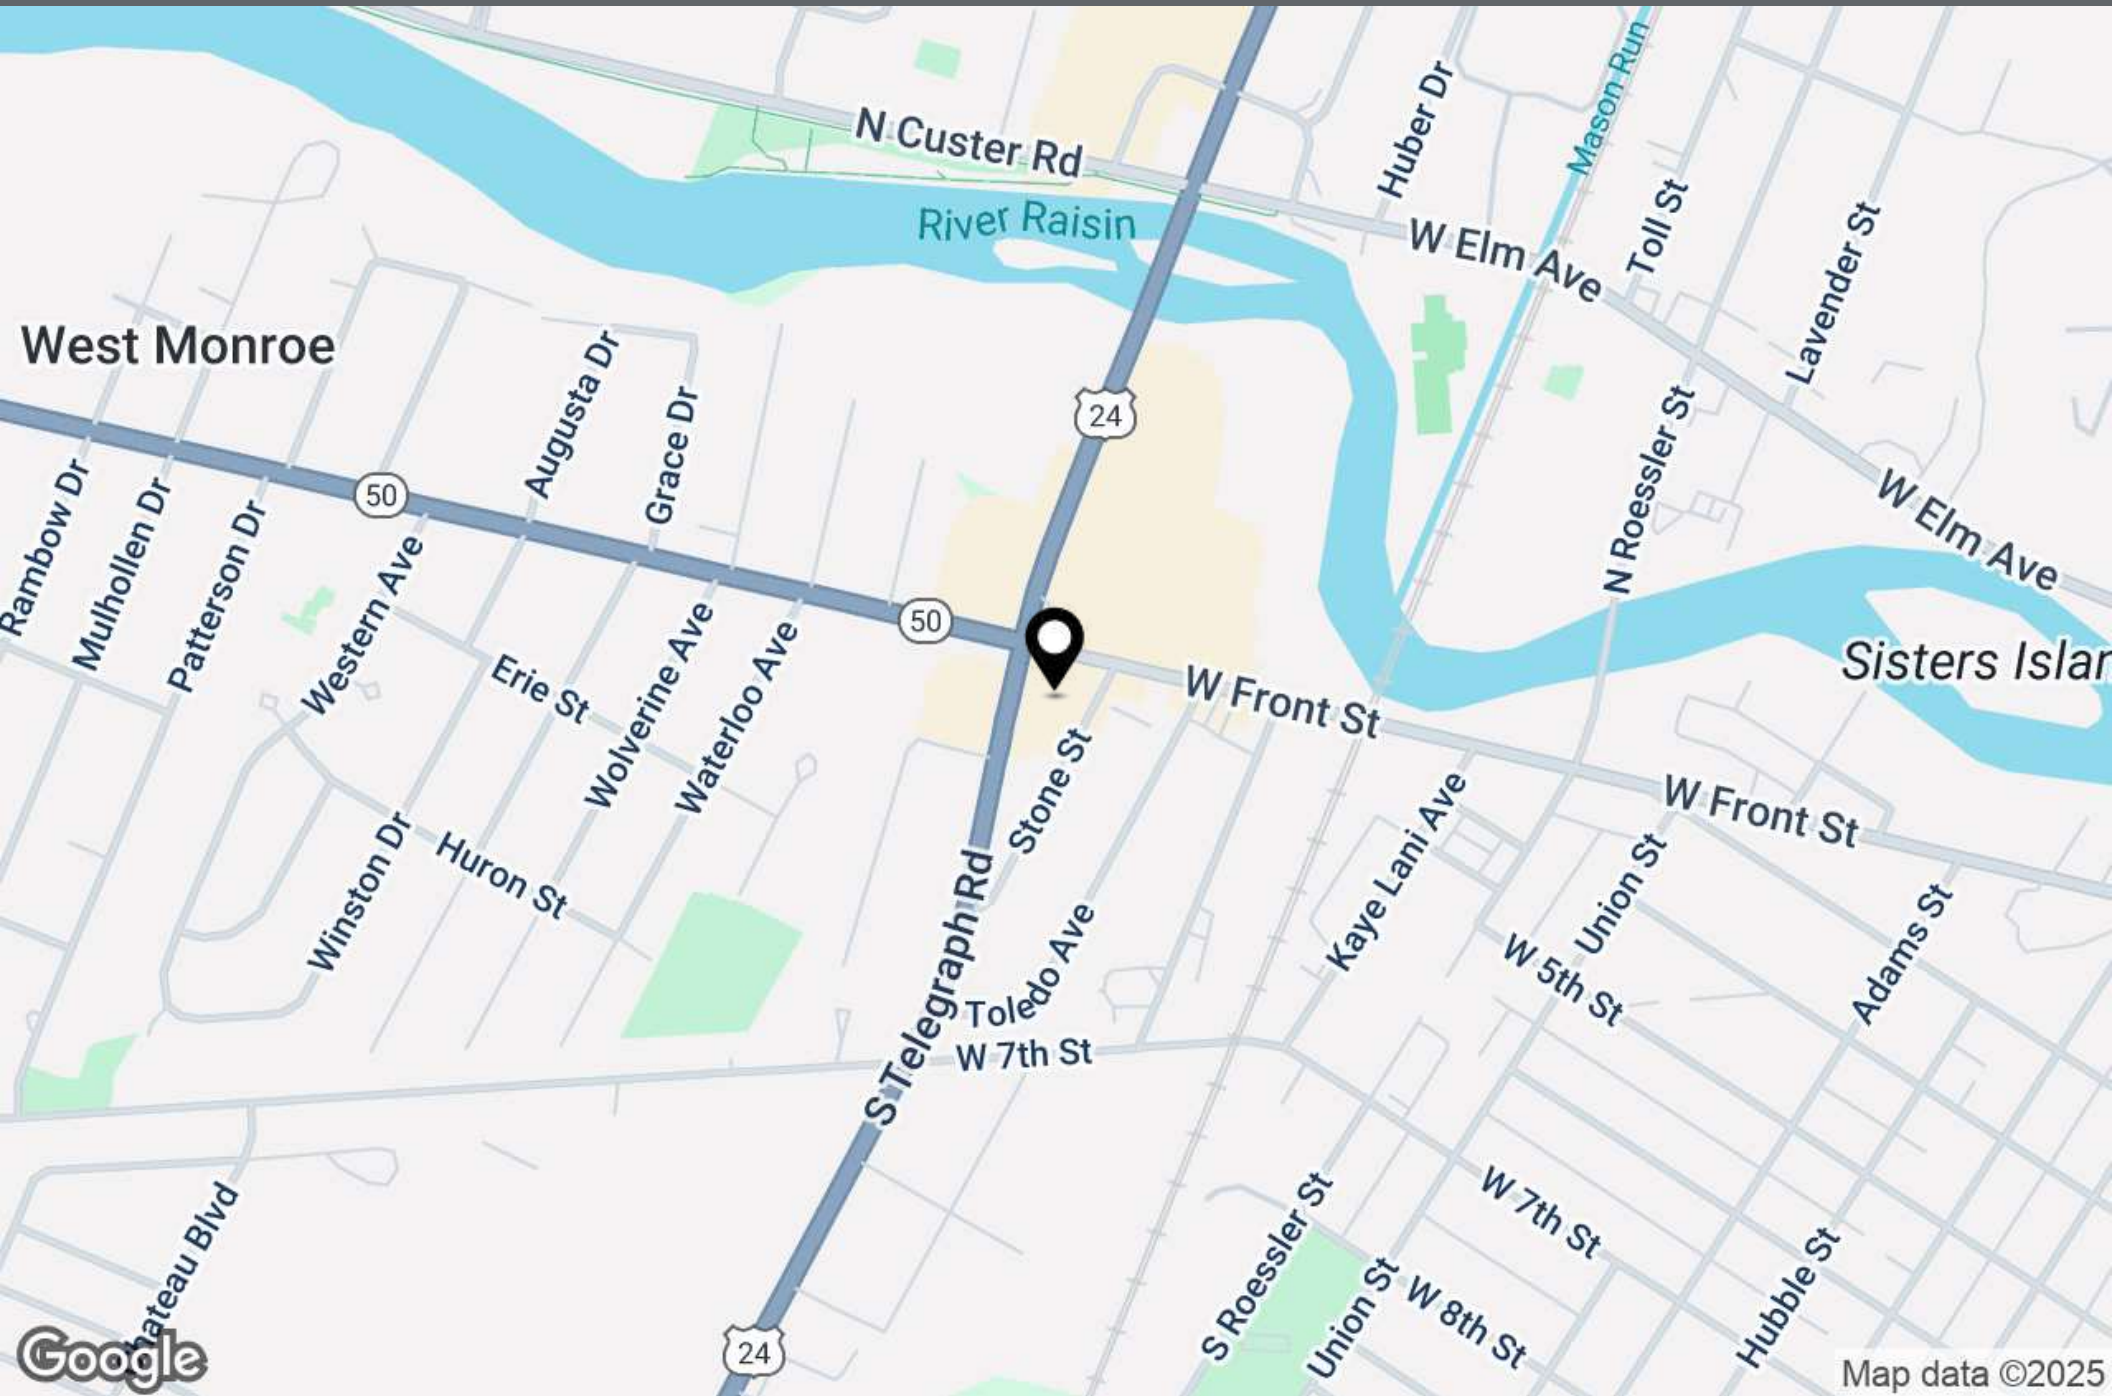 Mason Run
Huber Dr
N Custer Rd
River Raisin
W Elm Ave
Toll St
Lavender St
West Monroe
Augusta Dr
Grace Dr
24
N Roessler St
50
W Elm Ave
Rambow Dr
Mulhollen Dr
Patterson Dr
Western Ave
50
Erie St
Wolverine Ave
Waterloo Ave
W Front St
Sisters Islan
Stone St
Kaye Lani Ave
W Front St
Union St
Winston Dr
Huron St
S Telegraph Rd
Toledo Ave
W 5th St
Adams St
W 7th St
Chateau Blvd
S Roessler St
W 7th St
Union St
W 8th St
Hubble St
24
Google
Map data ©2025